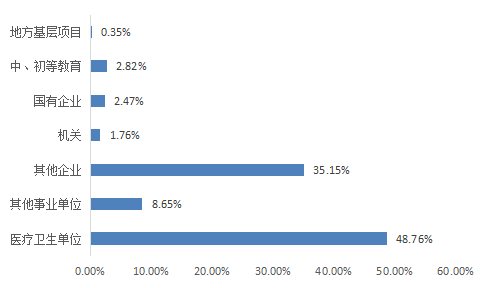 地方基层项目 0.35%
中、初等教育 2.82%
国有企业 2.47%
机关 1.76%
其他企业 35.15%
其他事业单位 8.65%
医疗卫生单位 48.76%
0.00% 10.00% 20.00% 30.00% 40.00% 50.00% 60.00%